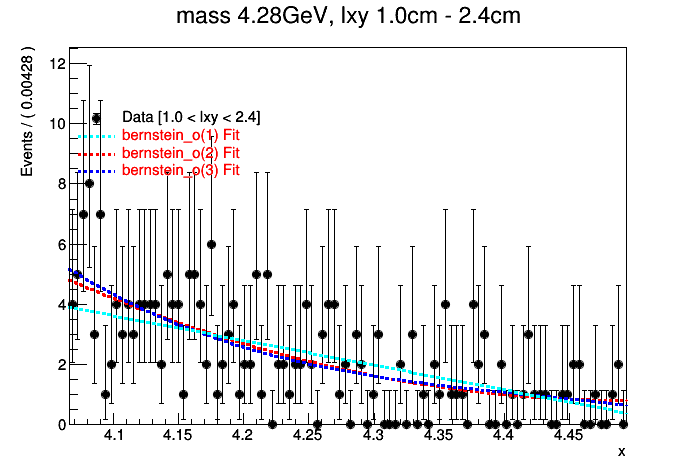 mass 4.28GeV, lxy 1.0cm - 2.4cm
Events / ( 0.00428 )
12
10
8
6
4
2
0
Data [1.0 < lxy < 2.4]
bernstein_o(1) Fit
bernstein_o(2) Fit
bernstein_o(3) Fit
4.1 4.15 4.2 4.25 4.3 4.35 4.4 4.45
x